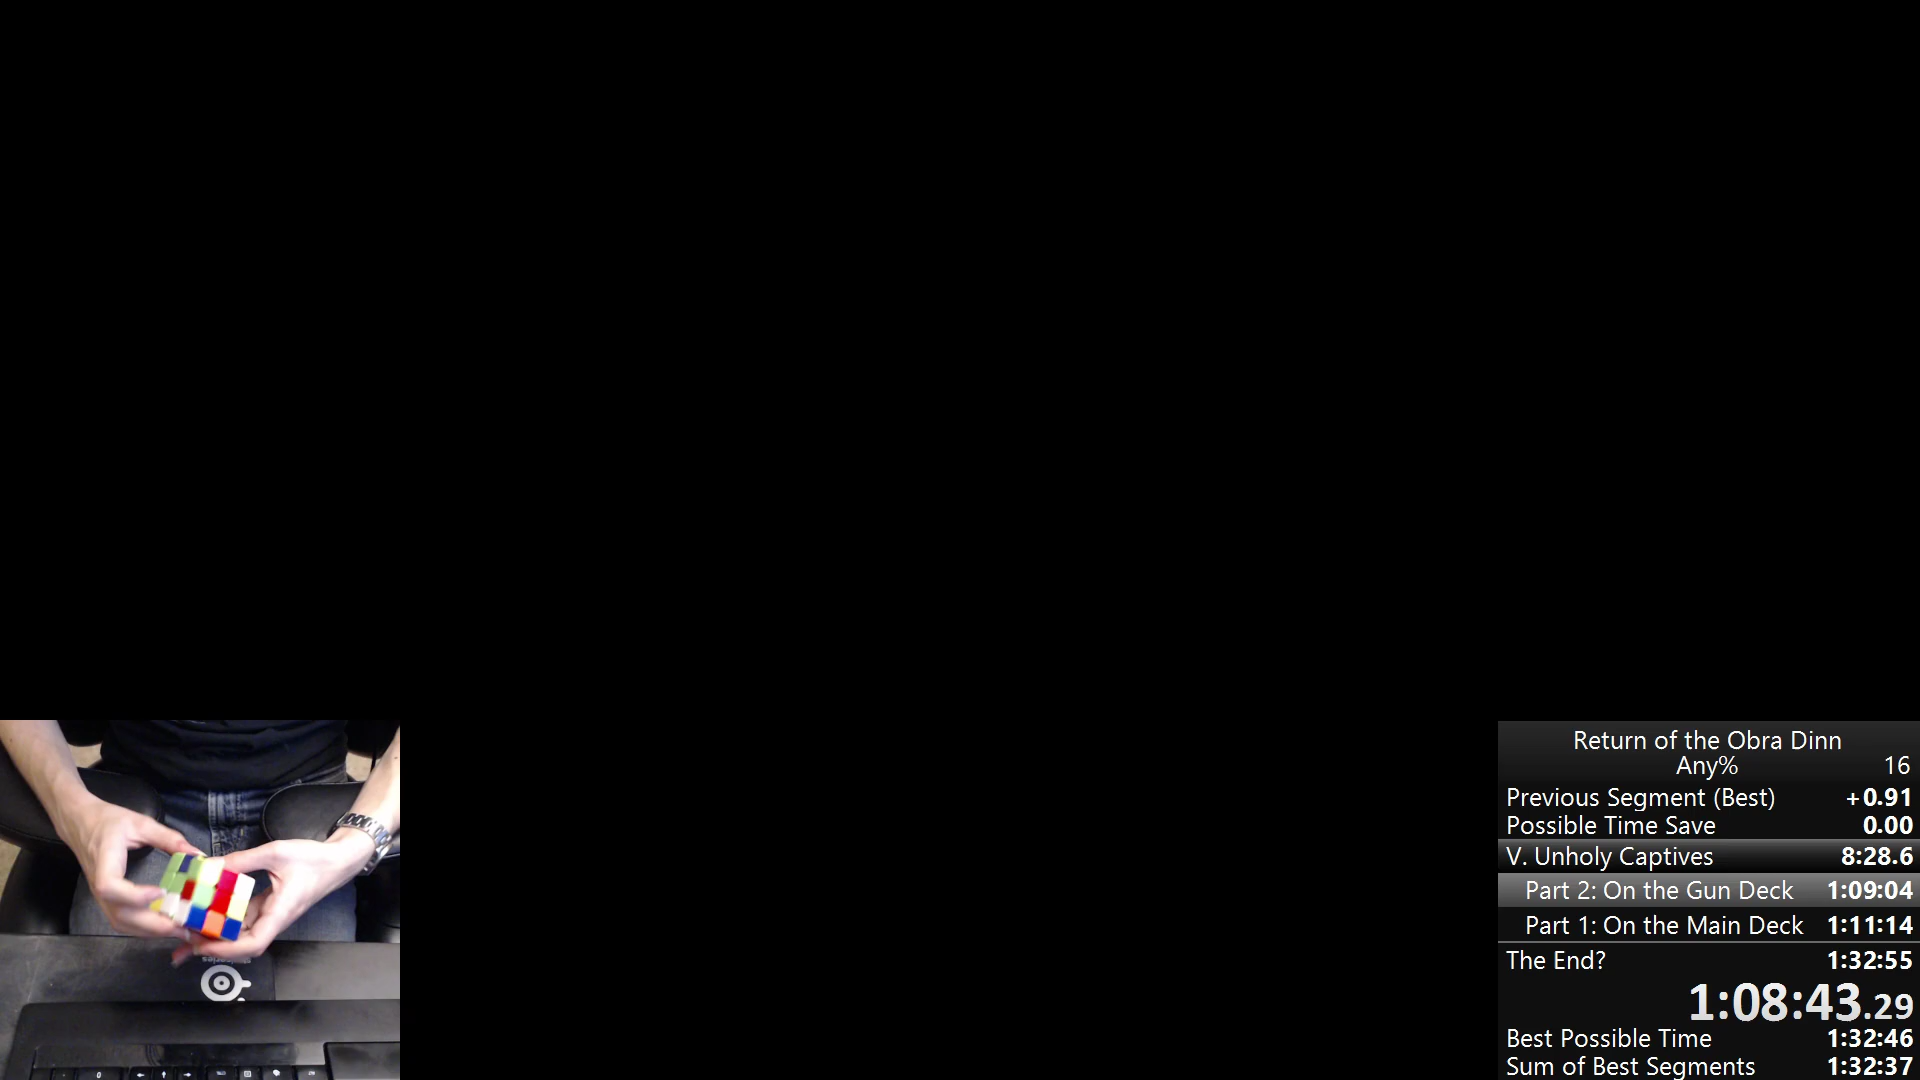 Return of the Obra Dinn
Any% 16
Previous Segment (Best) +0.91
Possible Time Save 0.00
V. Unholy Captives 8:28.6
Part 2: On the Gun Deck 1:09:04
Part 1: On the Main Deck 1:11:14
The End? 1:32:55
1:08:43.29
Best Possible Time 1:32:46
Sum of Best Segments 1:32:37